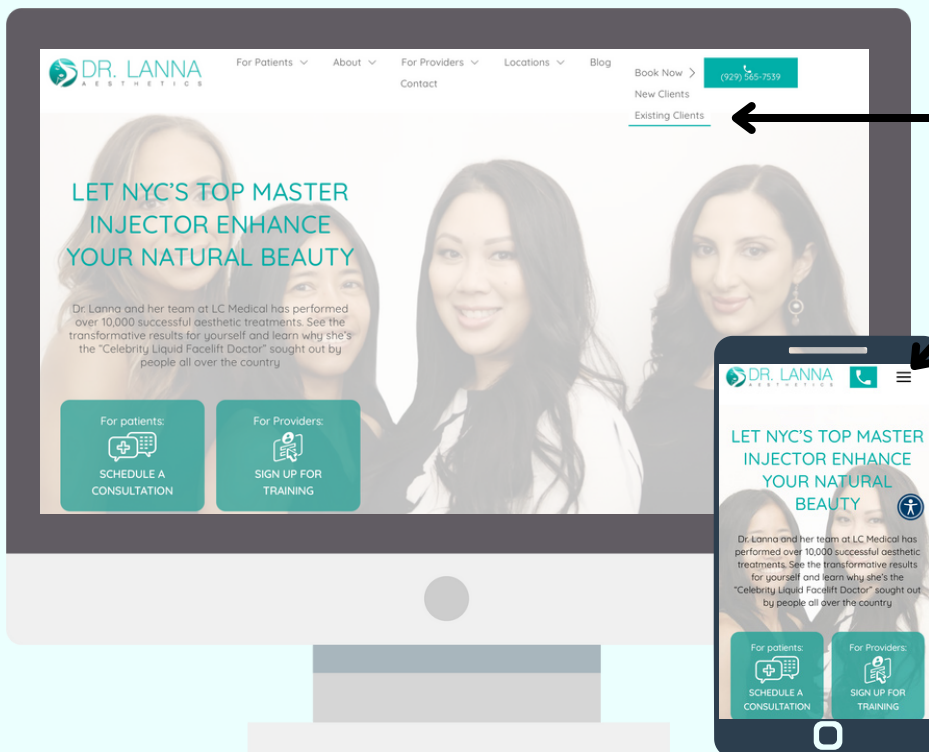 DR. LANNA
AESTHETICS
For Patients
About
For Providers
Locations
Blog
Contact
Book Now
New Clients
Existing Clients
(929) 565-7539
LET NYC'S TOP MASTER
INJECTOR ENHANCE
YOUR NATURAL BEAUTY
Dr. Lanna and her team at LC Medical has performed
over 10,000 successful aesthetic treatments. See the
transformative results for yourself and learn why she's
the "Celebrity Liquid Facelift Doctor" sought out by
people all over the country
For patients:
SCHEDULE A
CONSULTATION
For Providers:
SIGN UP FOR
TRAINING
DR. LANNA
AESTHETICS
LET NYC'S TOP MASTER
INJECTOR ENHANCE
YOUR NATURAL
BEAUTY
Dr. Lanna and her team at LC Medical has
performed over 10,000 successful aesthetic
treatments. See the transformative results
for yourself and learn why she's the
"Celebrity Liquid Facelift Doctor" sought out
by people all over the country
For patients:
SCHEDULE A
CONSULTATION
For Providers:
SIGN UP FOR
TRAINING